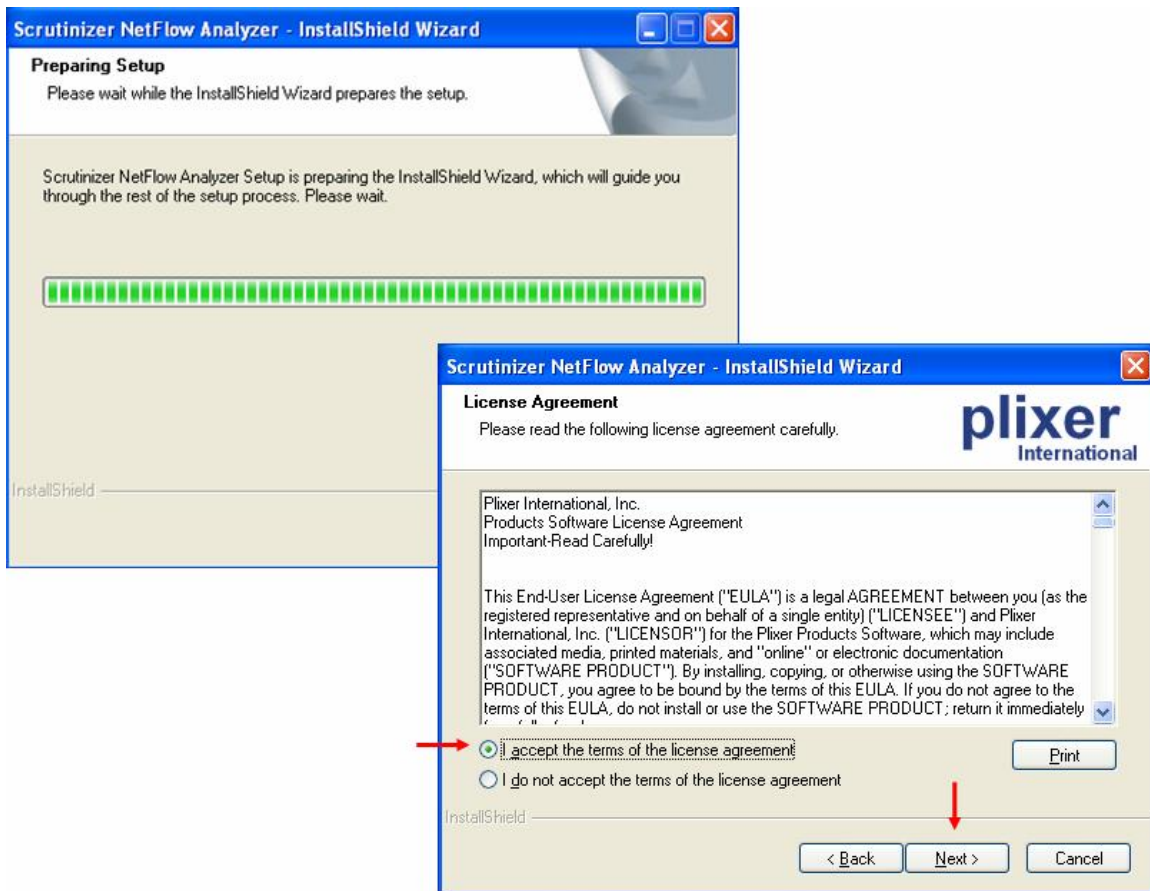 Scrutinizer NetFlow Analyzer - InstallShield Wizard
Preparing Setup
Please wait while the InstallShield Wizard prepares the setup.
Scrutinizer NetFlow Analyzer Setup is preparing the InstallShield Wizard, which will guide you
through the rest of the setup process. Please wait.
InstallShield
Scrutinizer NetFlow Analyzer - InstallShield Wizard
License Agreement
Please read the following license agreement carefully.
plixer
International
Plixer International, Inc.
Products Software License Agreement
Important-Read Carefully!
This End-User License Agreement ("EULA") is a legal AGREEMENT between you (as the
registered representative and on behalf of a single entity) ("LICENSEE") and Plixer
International, Inc. ("LICENSOR") for the Plixer Products Software, which may include
associated media, printed materials, and "online" or electronic documentation
("SOFTWARE PRODUCT"). By installing, copying, or otherwise using the SOFTWARE
PRODUCT, you agree to be bound by the terms of this EULA. If you do not agree to the
terms of this EULA, do not install or use the SOFTWARE PRODUCT; return it immediately
I accept the terms of the license agreement
Print
I do not accept the terms of the license agreement
InstallShield
< Back
Next >
Cancel